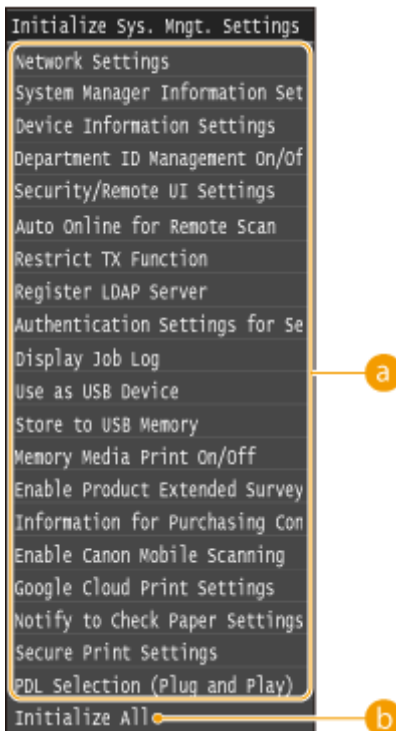 Initialize Sys. Mngt. Settings
Network Settings
System Manager Information Set
Device Information Settings
Department ID Management On/Of
Security/Remote UI Settings
Auto Online for Remote Scan
Restrict TX Function
Register LDAP Server
Authentication Settings for Se
Display Job Log
a
Use as USB Device
Store to USB Memory
Memory Media Print On/Off
Enable Product Extended Survey
Information for Purchasing Con
Enable Canon Mobile Scanning
Google Cloud Print Settings
Notify to Check Paper Settings
Secure Print Settings
PDL Selection (Plug and Play)
Initialize All
b